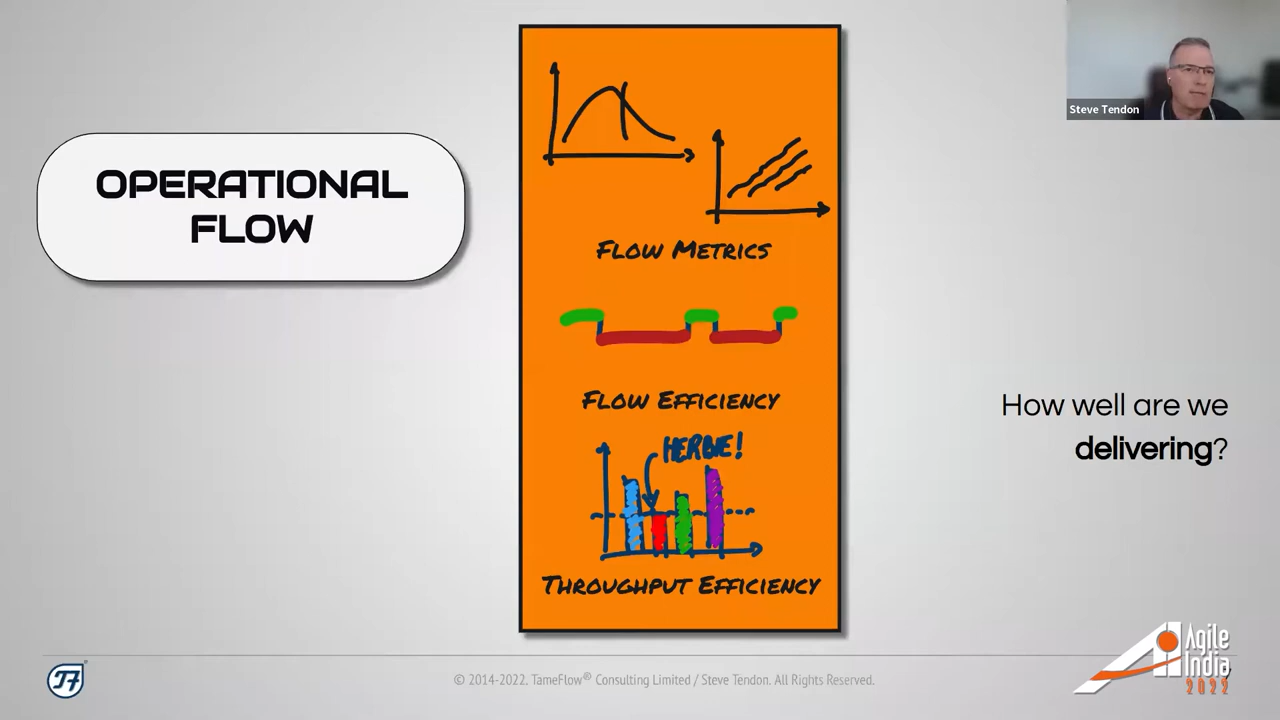 Steve Tendon
OPERATIONAL
FLOW
FLOW METRICS
FLOW EFFICIENCY
HERBIE!
THROUGHPUT EFFICIENCY
How well are we
delivering?
TF®
© 2014-2022. TameFlow® Consulting Limited / Steve Tendon. All Rights Reserved.
Agile
India
2022